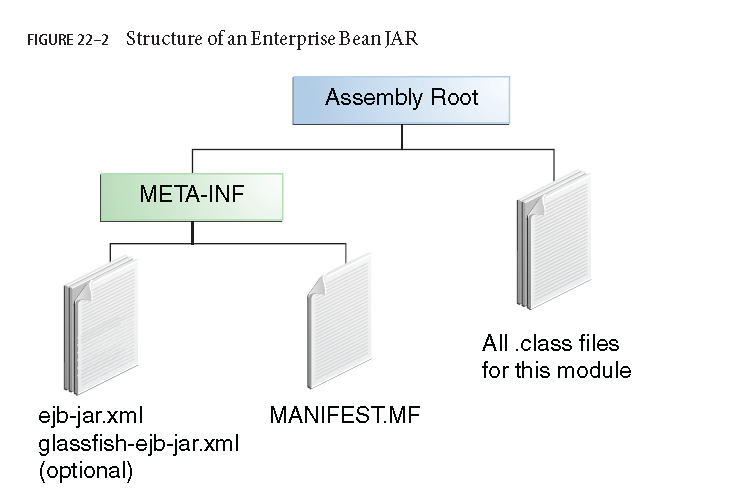 FIGURE 22–2 Structure of an Enterprise Bean JAR
Assembly Root
META-INF
All .class files
for this module
ejb-jar.xml
glassfish-ejb-jar.xml
(optional)
MANIFEST.MF